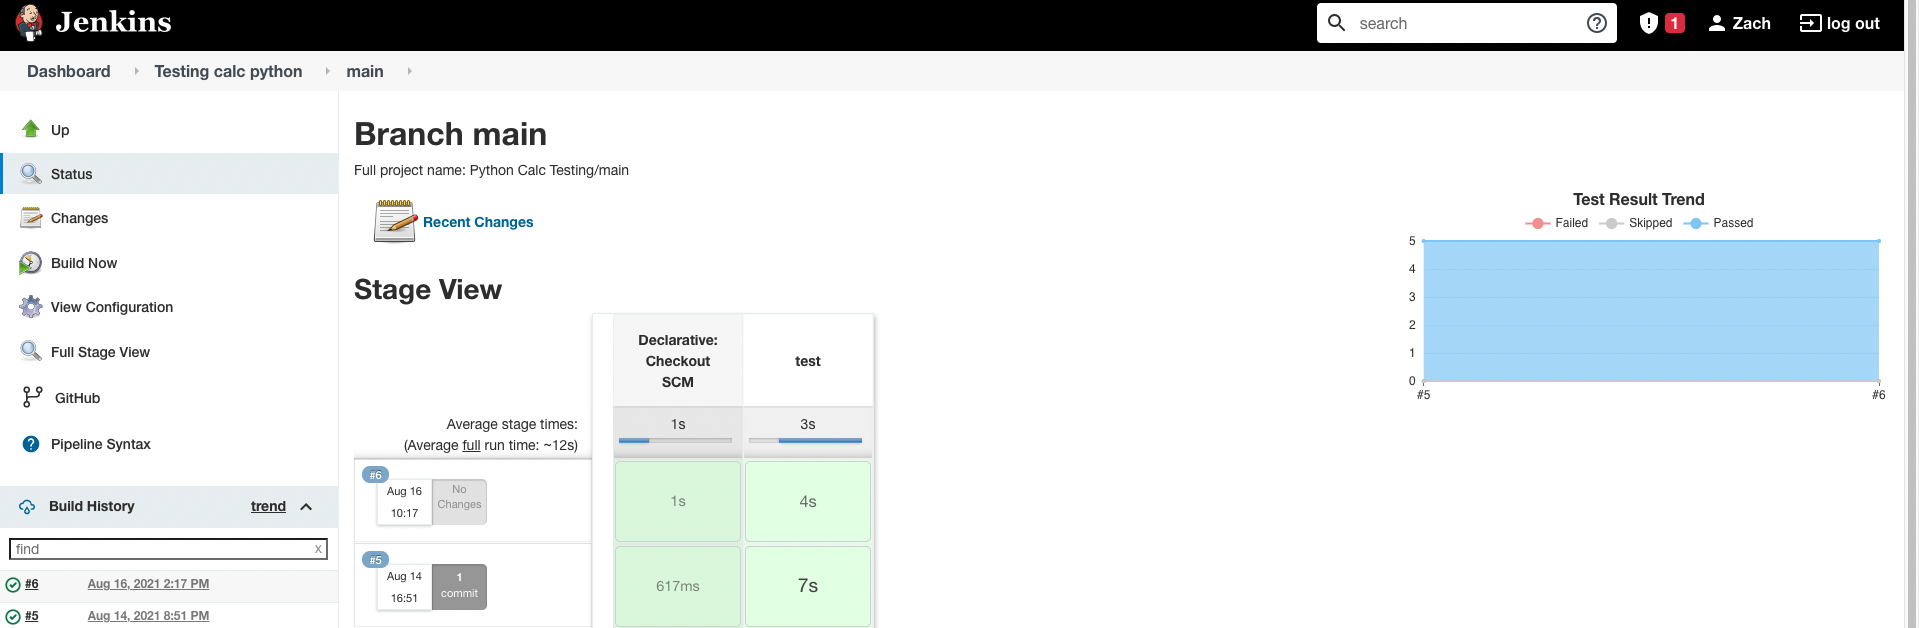 Jenkins
search
1
Zach
log out
Dashboard
Testing calc python
main
Up
Status
Changes
Build Now
View Configuration
Full Stage View
GitHub
Pipeline Syntax
Build History
trend
find
x
#6
Aug 16, 2021 2:17 PM
#5
Aug 14, 2021 8:51 PM
Branch main
Full project name: Python Calc Testing/main
Recent Changes
Stage View
Declarative:
Checkout
SCM
test
Average stage times:
(Average full run time: ~12s)
1s
3s
#6
Aug 16
10:17
No
Changes
1s
4s
#5
Aug 14
16:51
1
commit
617ms
7s
Test Result Trend
Failed
Skipped
Passed
5
4
3
2
1
0
#5
#6